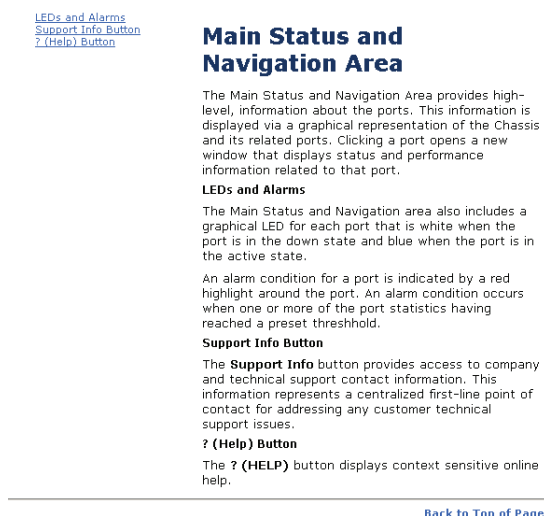 LEDs and Alarms
Support Info Button
? (Help) Button
Main Status and
Navigation Area
The Main Status and Navigation Area provides high-
level, information about the ports. This information is
displayed via a graphical representation of the Chassis
and its related ports. Clicking a port opens a new
window that displays status and performance
information related to that port.
LEDs and Alarms
The Main Status and Navigation area also includes a
graphical LED for each port that is white when the
port is in the down state and blue when the port is in
the active state.
An alarm condition for a port is indicated by a red
highlight around the port. An alarm condition occurs
when one or more of the port statistics having
reached a preset threshhold.
Support Info Button
The Support Info button provides access to company
and technical support contact information. This
information represents a centralized first-line point of
contact for addressing any customer technical
support issues.
? (Help) Button
The ? (HELP) button displays context sensitive online
help.
Back to Top of Page